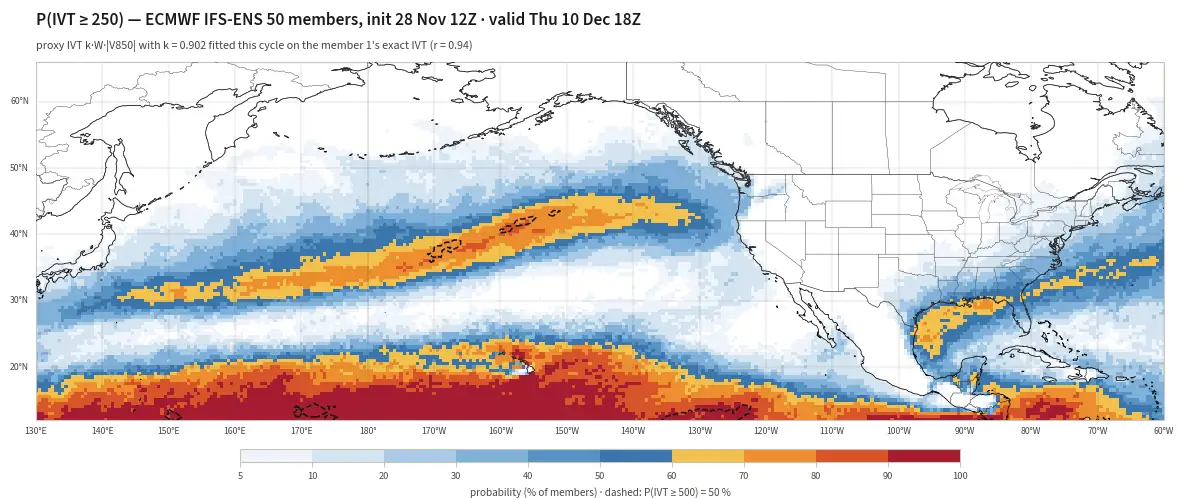 P(IVT ≥ 250) — ECMWF IFS-ENS 50 members, init 28 Nov 12Z · valid Thu 10 Dec 18Z
proxy IVT k·W·|V850| with k = 0.902 fitted this cycle on the member 1's exact IVT (r = 0.94)
60°N
50°N
40°N
30°N
20°N
130°E 140°E 150°E 160°E 170°E 180° 170°W 160°W 150°W 140°W 130°W 120°W 110°W 100°W 90°W 80°W 70°W 60°W
5 10 20 30 40 50 60 70 80 90 100
probability (% of members) · dashed: P(IVT ≥ 500) = 50 %